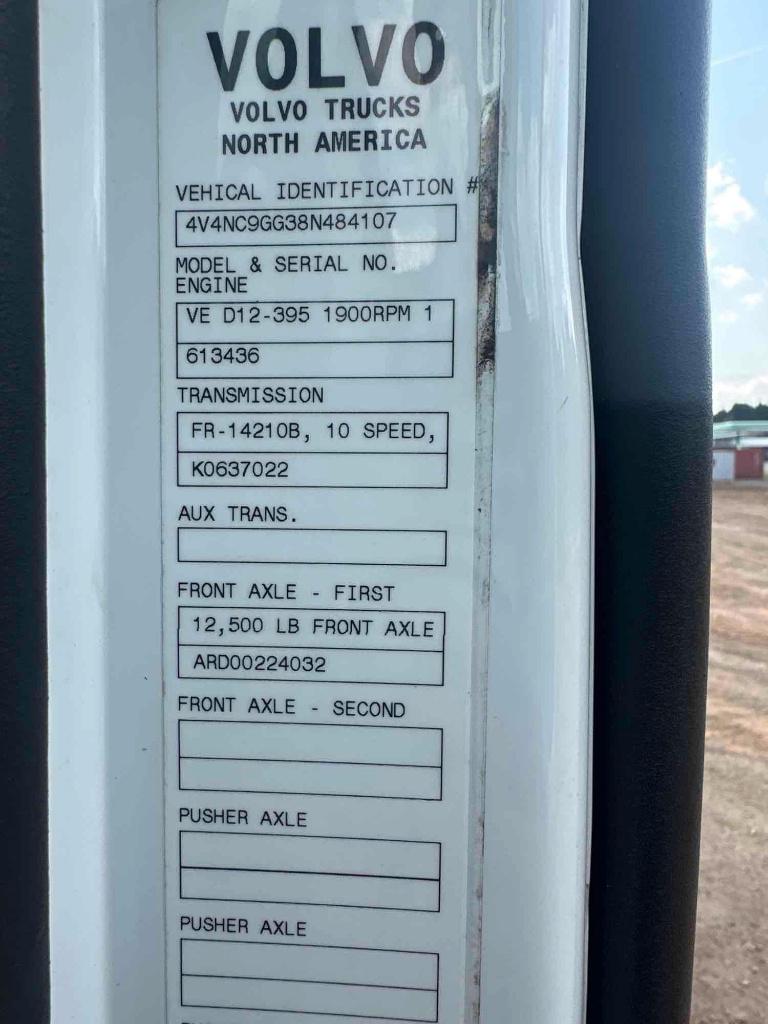 VOLVO
VOLVO TRUCKS
NORTH AMERICA
VEHICAL IDENTIFICATION #
4V4NC9GG38N484107
MODEL & SERIAL NO.
ENGINE
VE D12-395 1900RPM 1
613436
TRANSMISSION
FR-14210B, 10 SPEED,
K0637022
AUX TRANS.
FRONT AXLE - FIRST
12,500 LB FRONT AXLE
ARD00224032
FRONT AXLE - SECOND
PUSHER AXLE
PUSHER AXLE